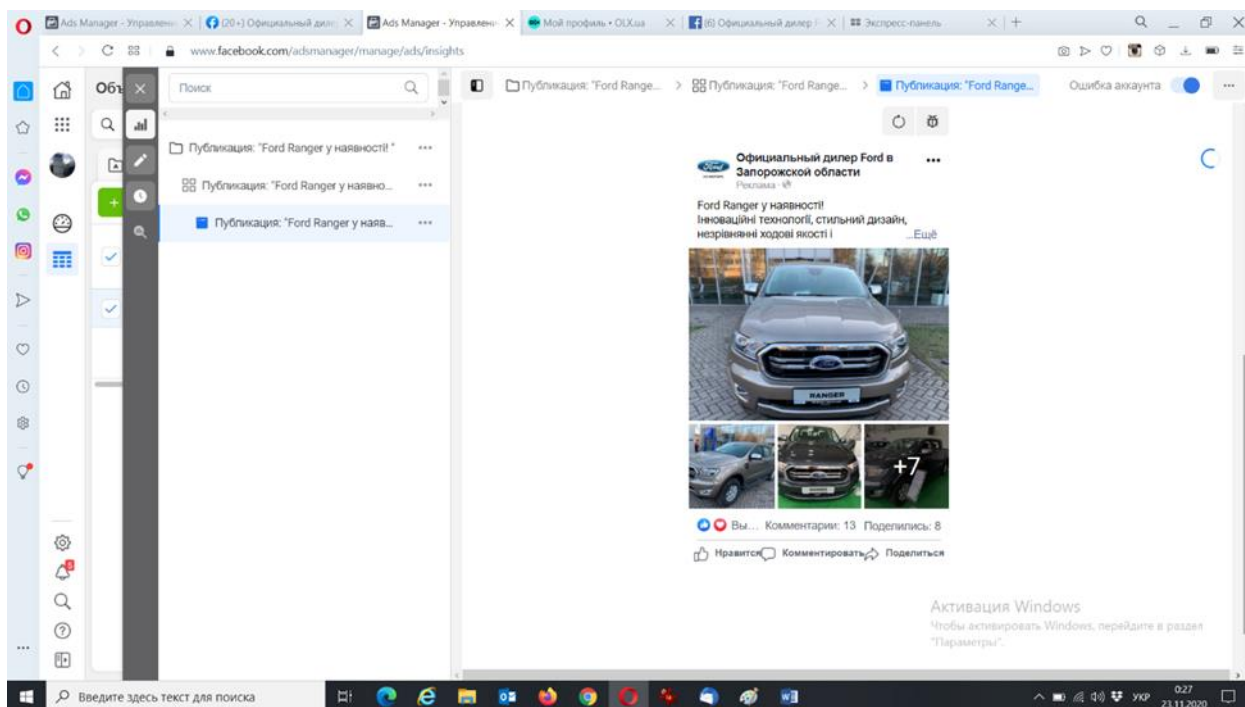 Ads Manager - Управлени
(20+) Официальный дилер
Ads Manager - Управлени
Мой профиль • OLX.ua
(6) Официальный дилер F
Экспресс-панель
www.facebook.com/adsmanager/manage/ads/insights
Объ
Поиск
Публикация: "Ford Range...
Публикация: "Ford Range...
Публикация: "Ford Range...
Ошибка аккаунта
Публикация: "Ford Ranger у наявності! "
Публикация: "Ford Ranger у наявно...
Публикация: "Ford Ranger у наяв...
Официальный дилер Ford в
Запорожской области
Реклама
Ford Ranger у наявності!
Інноваційні технології, стильний дизайн,
незрівнянні ходові якості і ...Ещё
Ford
RANGER
+7
Вы... Комментарии: 13 Поделились: 8
Нравится Комментировать Поделиться
Активация Windows
Чтобы активировать Windows, перейдите в раздел
"Параметры".
Введите здесь текст для поиска
УКР
0:27
23.11.2020